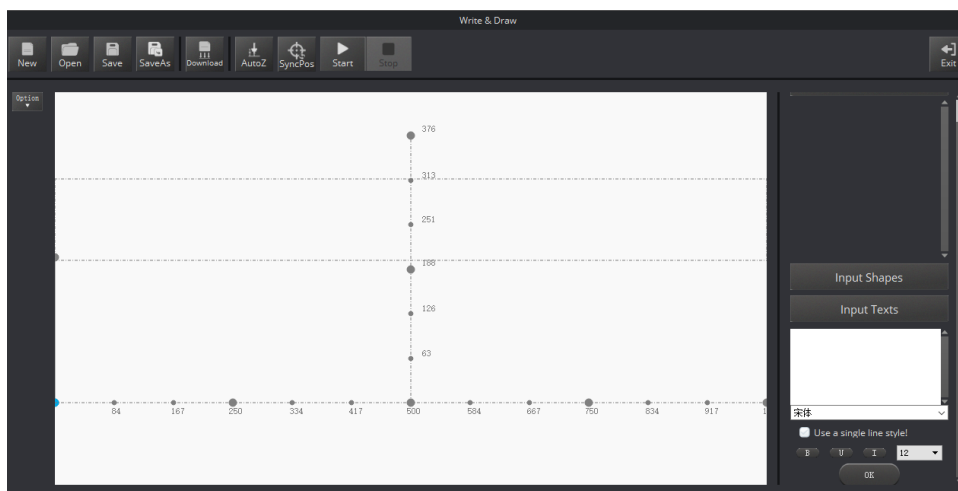 Write & Draw
New Open Save SaveAs Download AutoZ SyncPos Start Stop Exit
Option
376
313
251
188
126
63
84 167 250 334 417 500 584 667 750 834 917 1
Input Shapes
Input Texts
宋体
Use a single line style!
B U I 12
OK